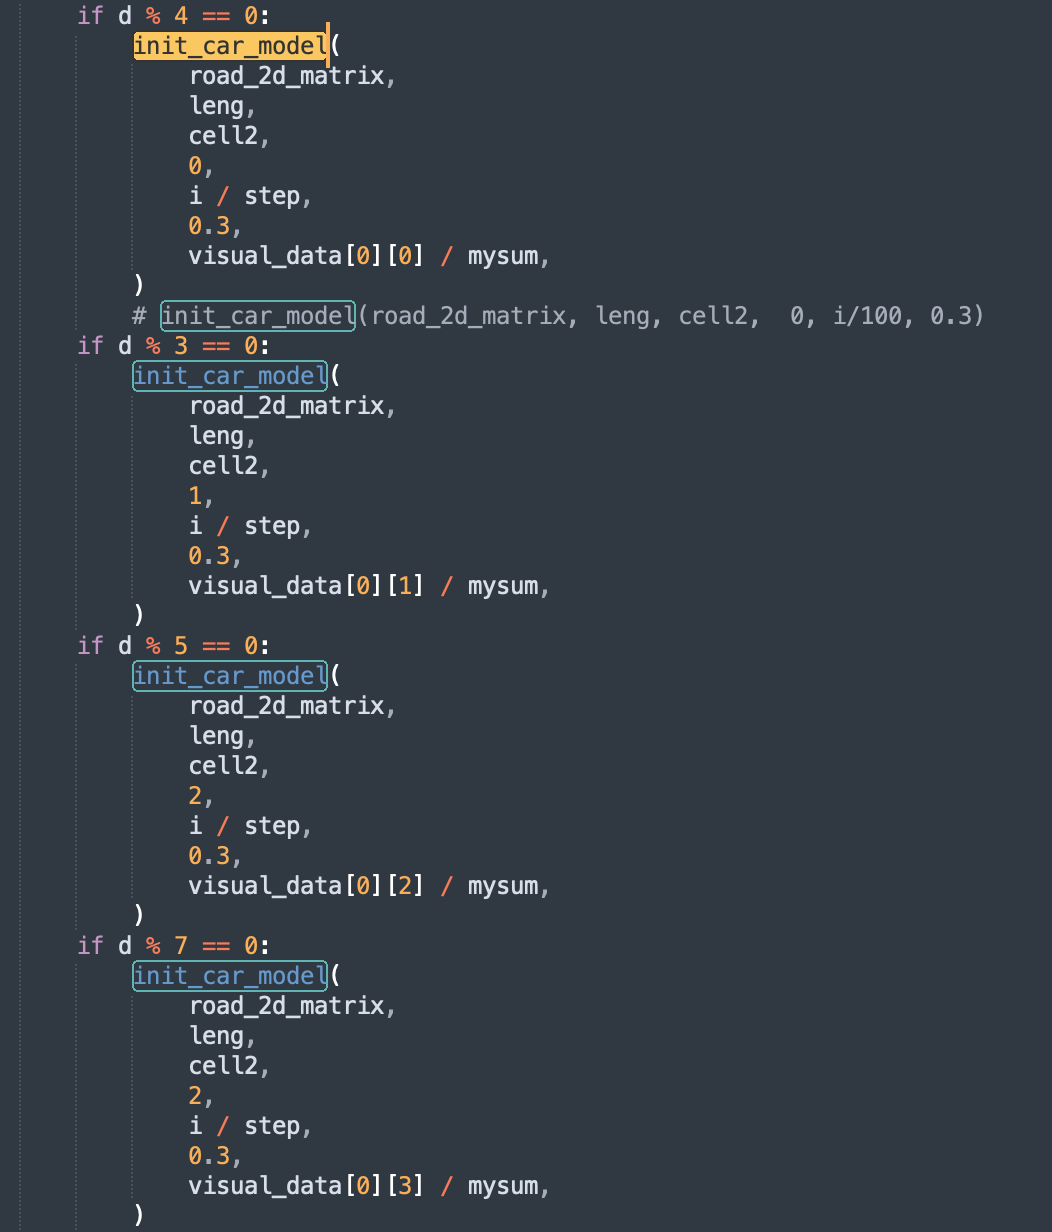 if d % 4 == 0:
init_car_model(
road_2d_matrix,
leng,
cell2,
0,
i / step,
0.3,
visual_data[0][0] / mysum,
)
# init_car_model(road_2d_matrix, leng, cell2,  0, i/100, 0.3)
if d % 3 == 0:
init_car_model(
road_2d_matrix,
leng,
cell2,
1,
i / step,
0.3,
visual_data[0][1] / mysum,
)
if d % 5 == 0:
init_car_model(
road_2d_matrix,
leng,
cell2,
2,
i / step,
0.3,
visual_data[0][2] / mysum,
)
if d % 7 == 0:
init_car_model(
road_2d_matrix,
leng,
cell2,
2,
i / step,
0.3,
visual_data[0][3] / mysum,
)